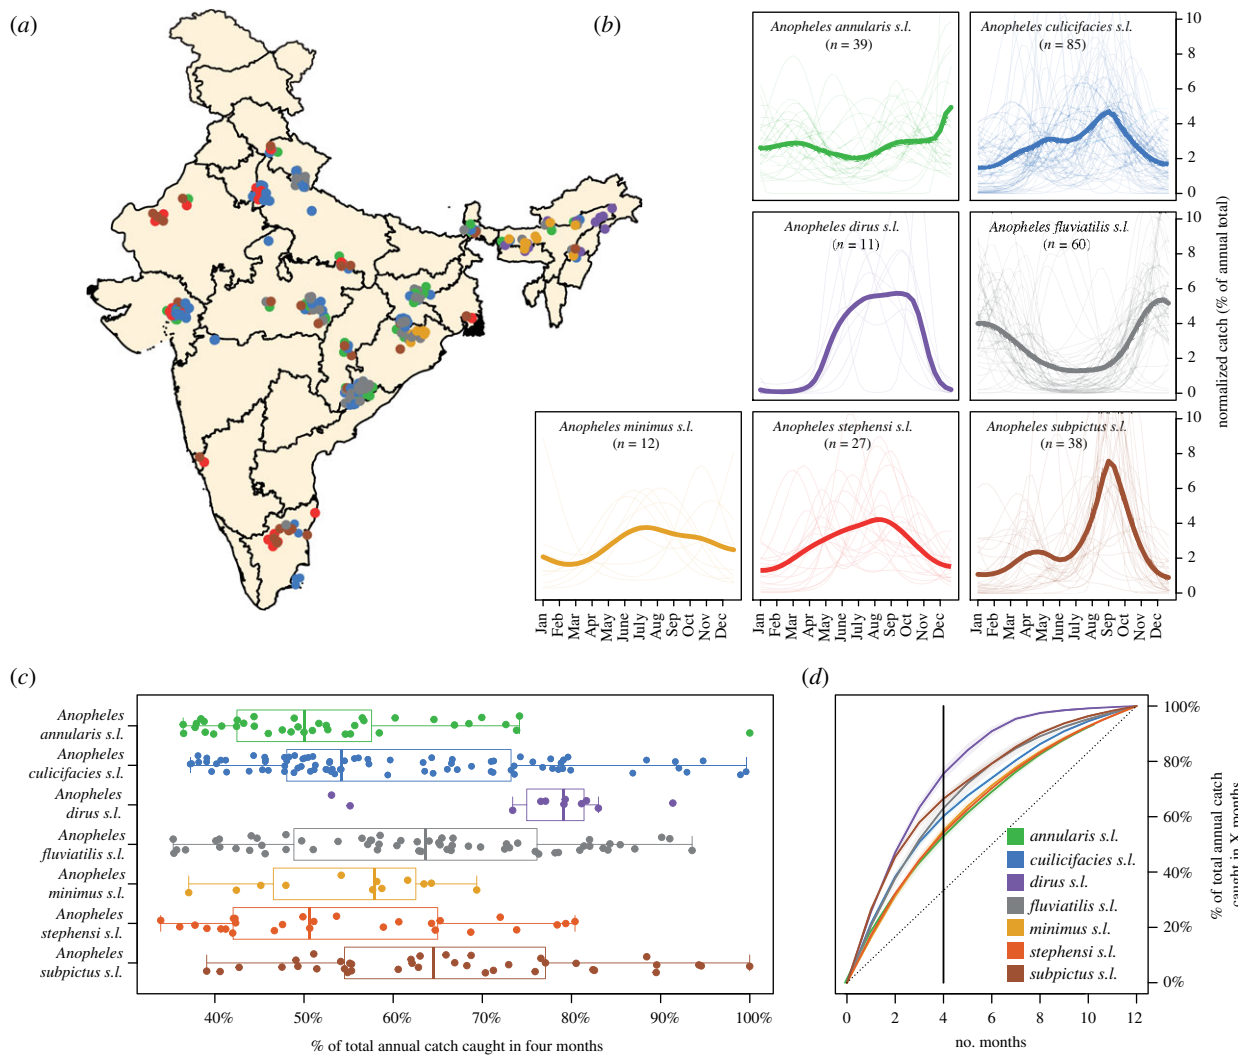 (a)
(b)
Anopheles annularis s.l.
(n = 39)
Anopheles culicifacies s.l.
(n = 85)
10
8
6
4
2
0
Anopheles dirus s.l.
(n = 11)
Anopheles fluviatilis s.l.
(n = 60)
10
8
6
4
2
0
normalized catch (% of annual total)
Anopheles minimus s.l.
(n = 12)
Anopheles stephensi s.l.
(n = 27)
Anopheles subpictus s.l.
(n = 38)
10
8
6
4
2
0
Jan
Feb
Mar
Apr
May
June
July
Aug
Sep
Oct
Nov
Dec
Jan
Feb
Mar
Apr
May
June
July
Aug
Sep
Oct
Nov
Dec
Jan
Feb
Mar
Apr
May
June
July
Aug
Sep
Oct
Nov
Dec
(c)
Anopheles
annularis s.l.
Anopheles
culicifacies s.l.
Anopheles
dirus s.l.
Anopheles
fluviatilis s.l.
Anopheles
minimus s.l.
Anopheles
stephensi s.l.
Anopheles
subpictus s.l.
40%
50%
60%
70%
80%
90%
100%
% of total annual catch caught in four months
(d)
100%
80%
60%
40%
20%
0%
% of total annual catch
caught in X months
annularis s.l.
cuilicifacies s.l.
dirus s.l.
fluviatilis s.l.
minimus s.l.
stephensi s.l.
subpictus s.l.
0
2
4
6
8
10
12
no. months